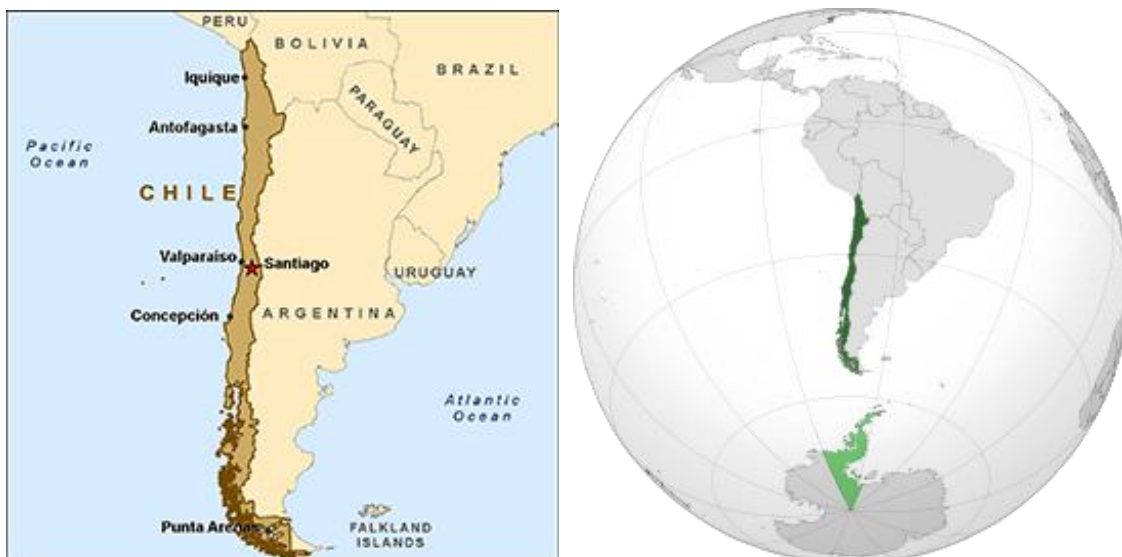 PERU
BOLIVIA
BRAZIL
Iquique
PARAGUAY
Antofagasta
Pacific
Ocean
CHILE
Valparaíso
Santiago
URUGUAY
Concepción
ARGENTINA
Atlantic
Ocean
Punta Arenas
FALKLAND
ISLANDS